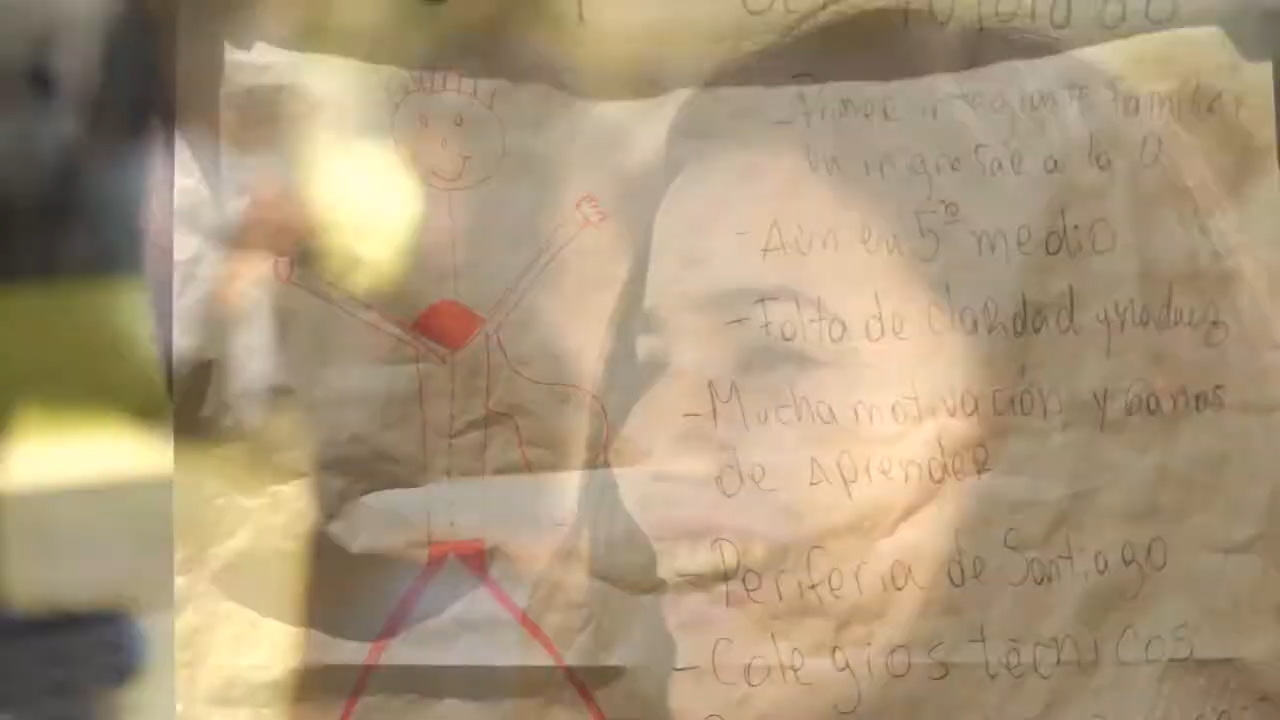 - Primer integrante familiar
en ingresar a la U
- Aún en 5º medio
- Falta de claridad y madurez
- Mucha motivación y Ganas
de Aprender
- Periferia de Santiago
- Colegios técnicos